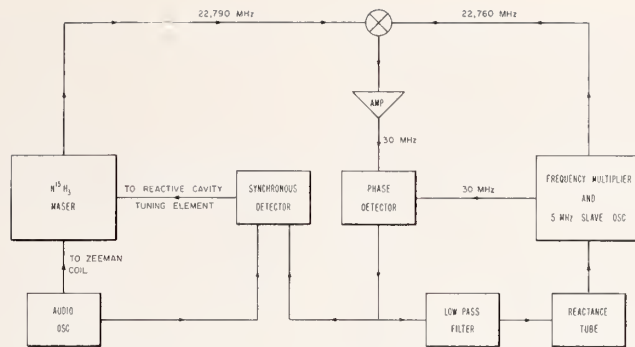 22,790 MHz
22,760 MHz
AMP
30 MHz
N¹⁵H₃
MASER
TO REACTIVE CAVITY
TUNING ELEMENT
SYNCHRONOUS
DETECTOR
PHASE
DETECTOR
30 MHz
FREQUENCY MULTIPLIER
AND
5 MHz SLAVE OSC
TO ZEEMAN
COIL
AUDIO
OSC
LOW PASS
FILTER
REACTANCE
TUBE